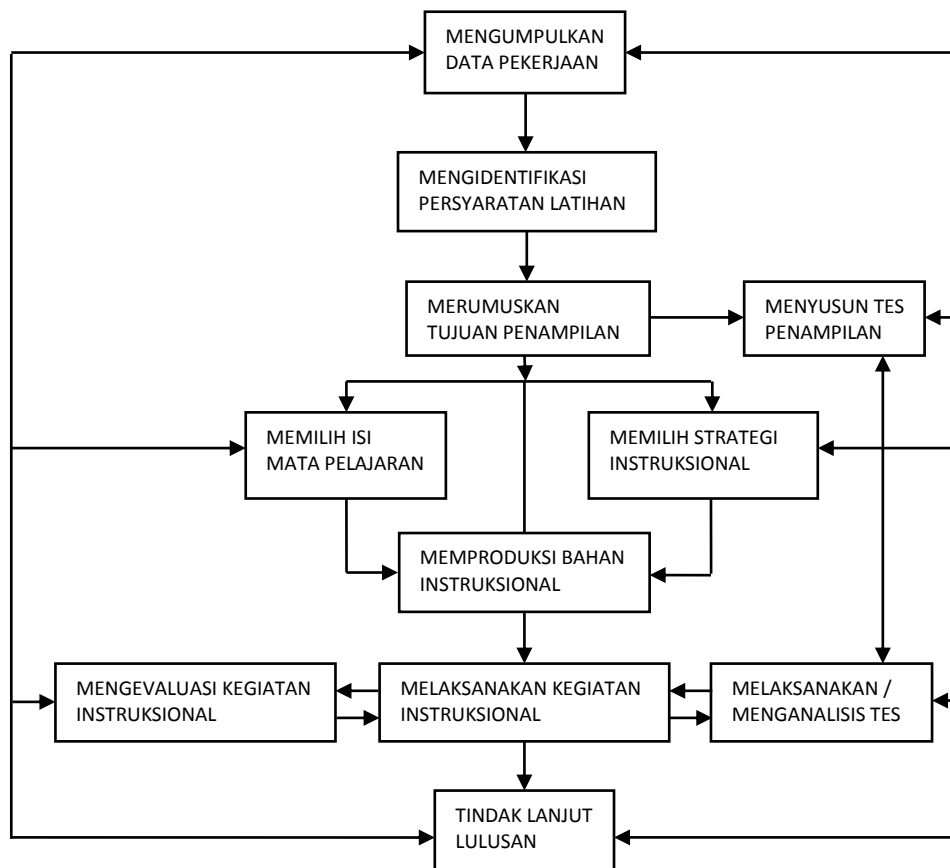 MENGUMPULKAN
DATA PEKERJAAN
MENGIDENTIFIKASI
PERSYARATAN LATIHAN
MERUMUSKAN
TUJUAN PENAMPILAN
MENYUSUN TES
PENAMPILAN
MEMILIH ISI
MATA PELAJARAN
MEMILIH STRATEGI
INSTRUKSIONAL
MEMPRODUKSI BAHAN
INSTRUKSIONAL
MENGEVALUASI KEGIATAN
INSTRUKSIONAL
MELAKSANAKAN KEGIATAN
INSTRUKSIONAL
MELAKSANAKAN /
MENGANALISIS TES
TINDAK LANJUT
LULUSAN